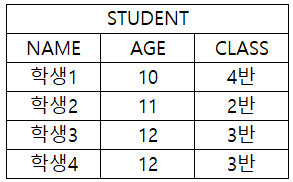 STUDENT
NAME AGE CLASS
학생1 10 4반
학생2 11 2반
학생3 12 3반
학생4 12 3반